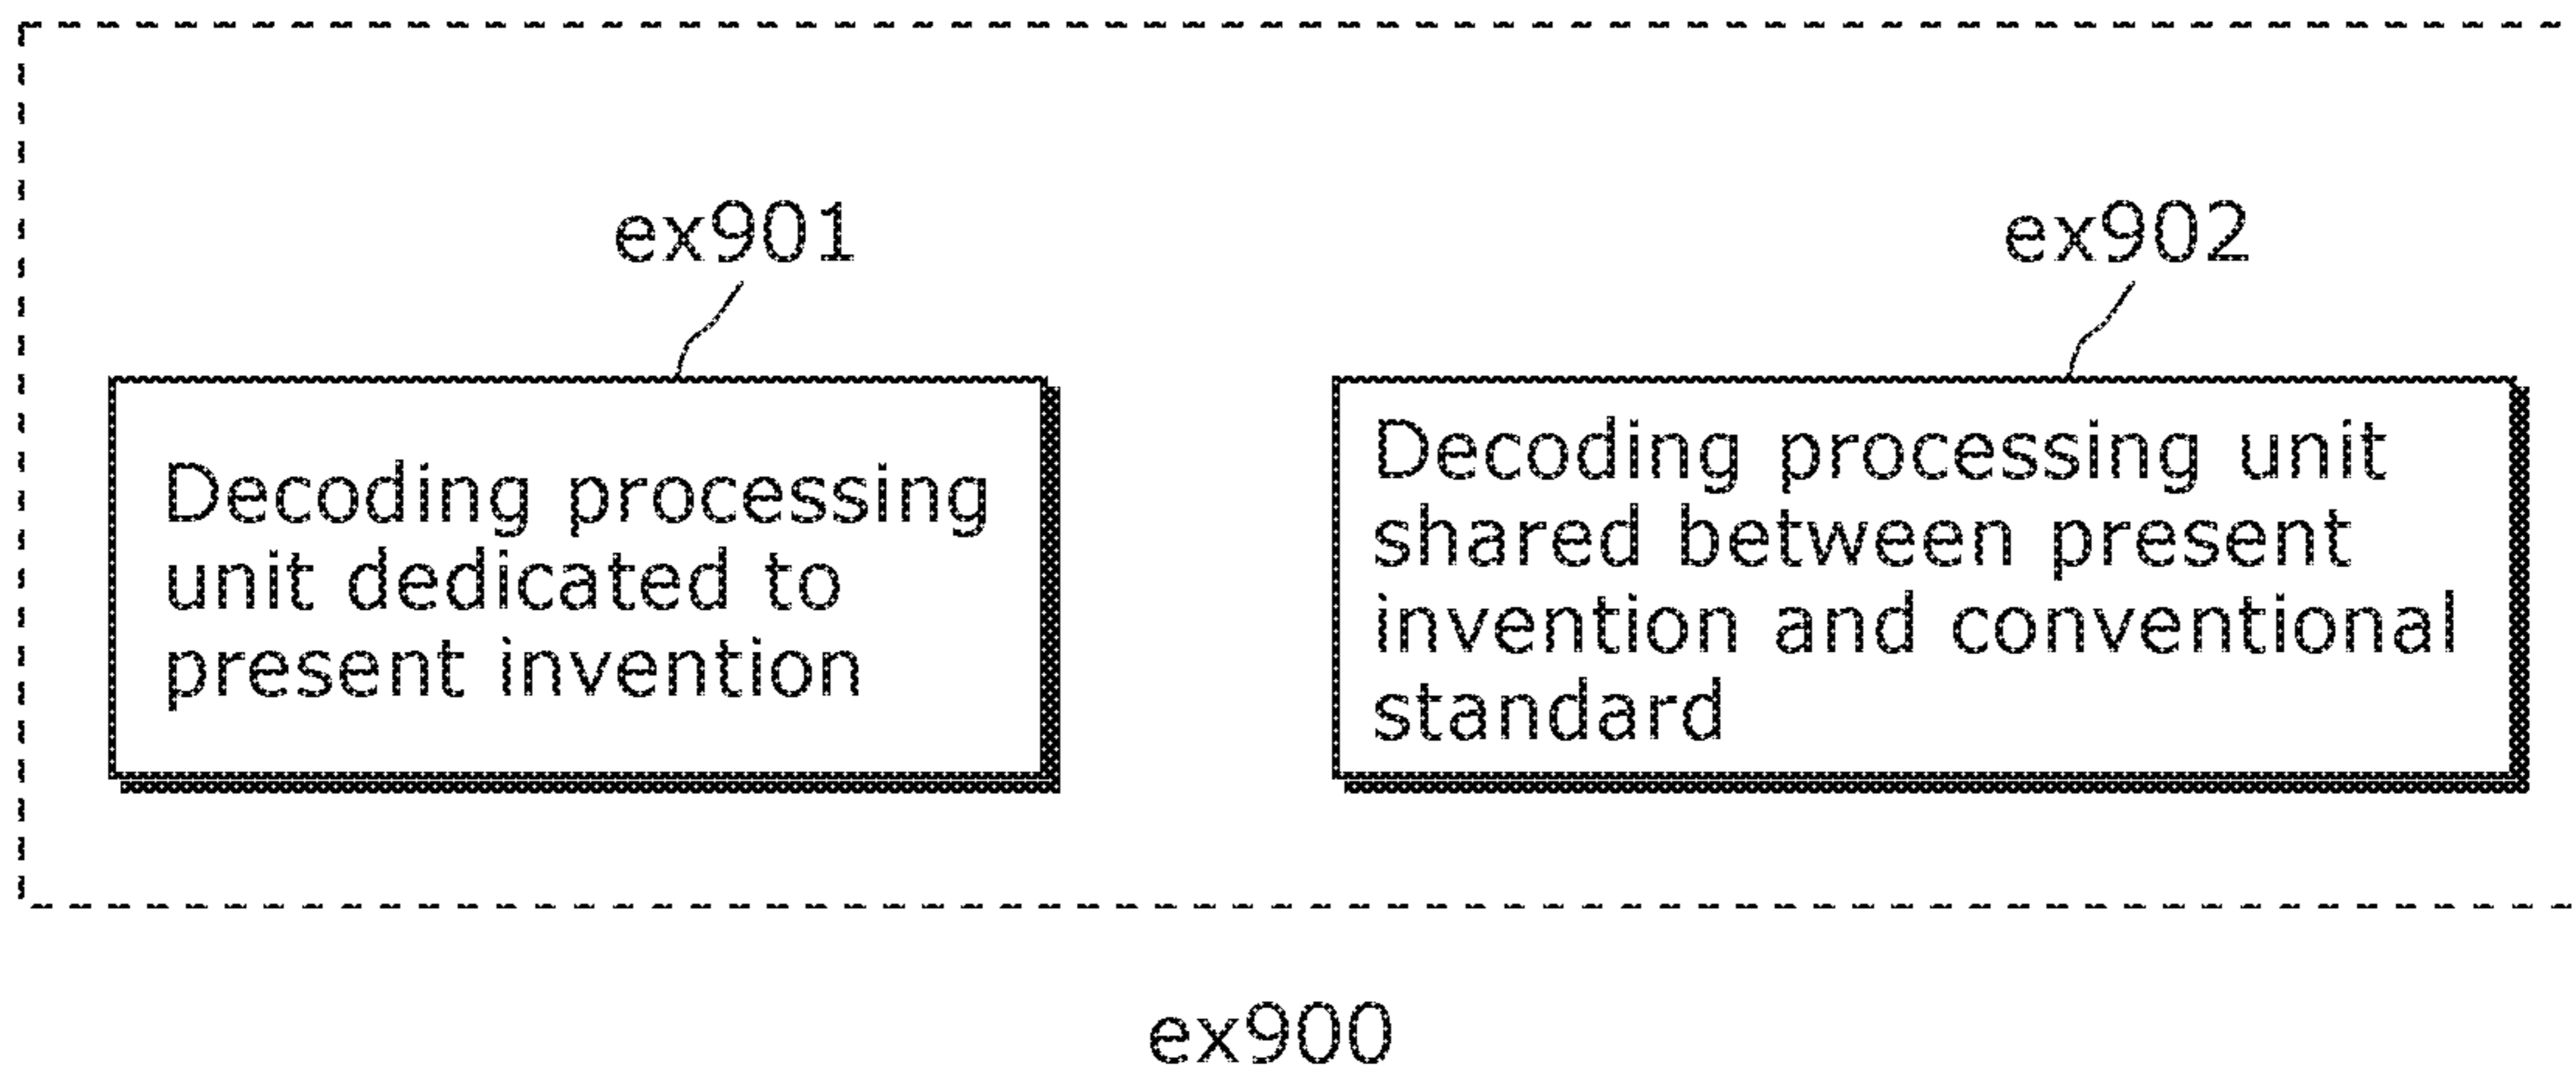 ex901
ex902
Decoding processing
unit dedicated to
present invention
Decoding processing unit
shared between present
invention and conventional
standard
ex900